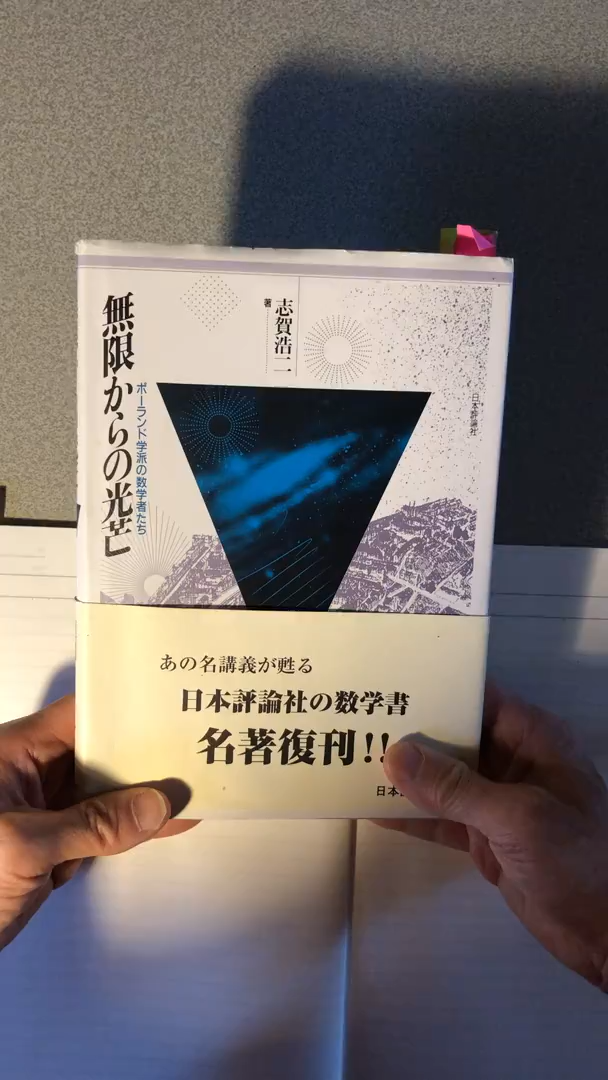 無限からの光芒
ポーランド学派の数学者たち
志賀浩二
著
日本評論社
あの名講義が甦る
日本評論社の数学書
名著復刊!!
日本